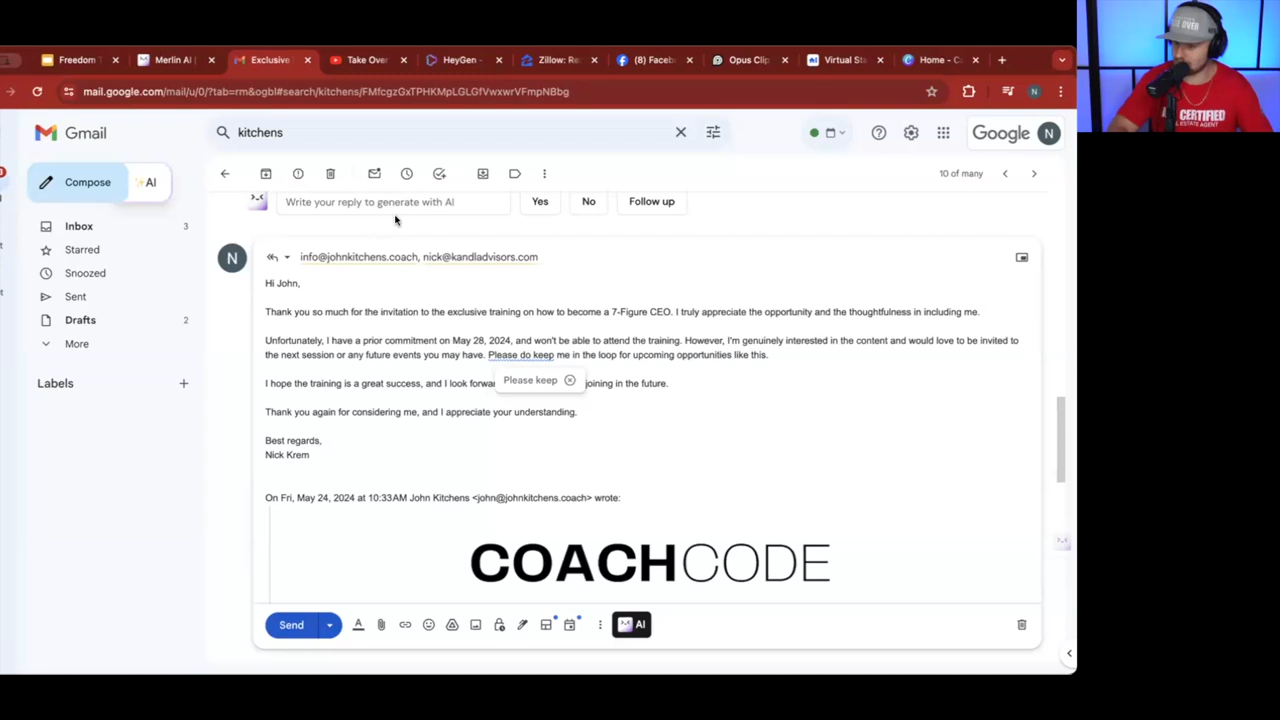 Freedom T
Merlin AI |
Exclusive
Take Over
HeyGen -
Zillow: Re
(8) Faceb
Opus Clip
Virtual Sta
Home - Ca
mail.google.com/mail/u/0/?tab=rm&ogbl#search/kitchens/FMfcgzGxTPHKMpLGLGfVwxwrVFmpNBbg
N
Gmail
kitchens
Google
N
Compose
AI
10 of many
Write your reply to generate with AI
Yes
No
Follow up
Inbox
3
Starred
Snoozed
Sent
Drafts
2
More
Labels
N
info@johnkitchens.coach, nick@kandladvisors.com
Hi John,
Thank you so much for the invitation to the exclusive training on how to become a 7-Figure CEO. I truly appreciate the opportunity and the thoughtfulness in including me.
Unfortunately, I have a prior commitment on May 28, 2024, and won't be able to attend the training. However, I'm genuinely interested in the content and would love to be invited to
the next session or any future events you may have. Please do keep me in the loop for upcoming opportunities like this.
Please keep
I hope the training is a great success, and I look forwar joining in the future.
Thank you again for considering me, and I appreciate your understanding.
Best regards,
Nick Krem
On Fri, May 24, 2024 at 10:33 AM John Kitchens <john@johnkitchens.coach> wrote:
COACHCODE
Send
AI
OVER
CERTIFIED
ESTATE AGENT